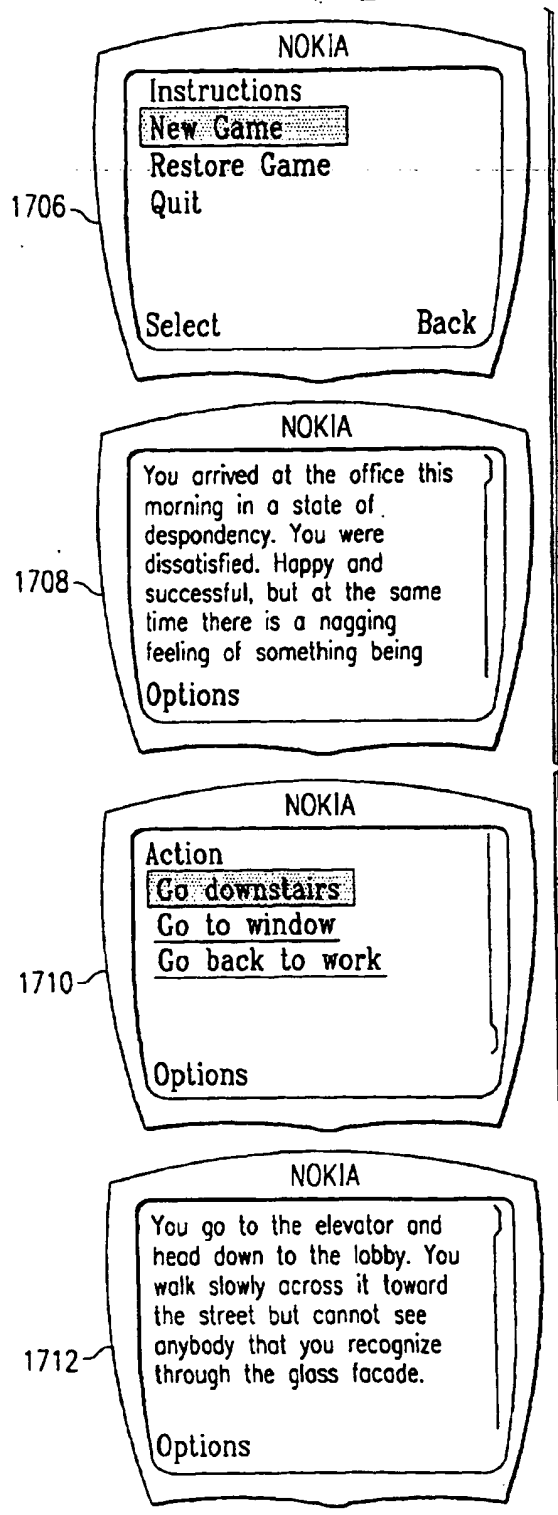 NOKIA
Instructions
New Game
Restore Game
Quit
Select Back
1706
NOKIA
You arrived at the office this
morning in a state of
despondency. You were
dissatisfied. Happy and
successful, but at the same
time there is a nagging
feeling of something being
Options
1708
NOKIA
Action
Go downstairs
Go to window
Go back to work
Options
1710
NOKIA
You go to the elevator and
head down to the lobby. You
walk slowly across it toward
the street but cannot see
anybody that you recognize
through the glass facade.
Options
1712